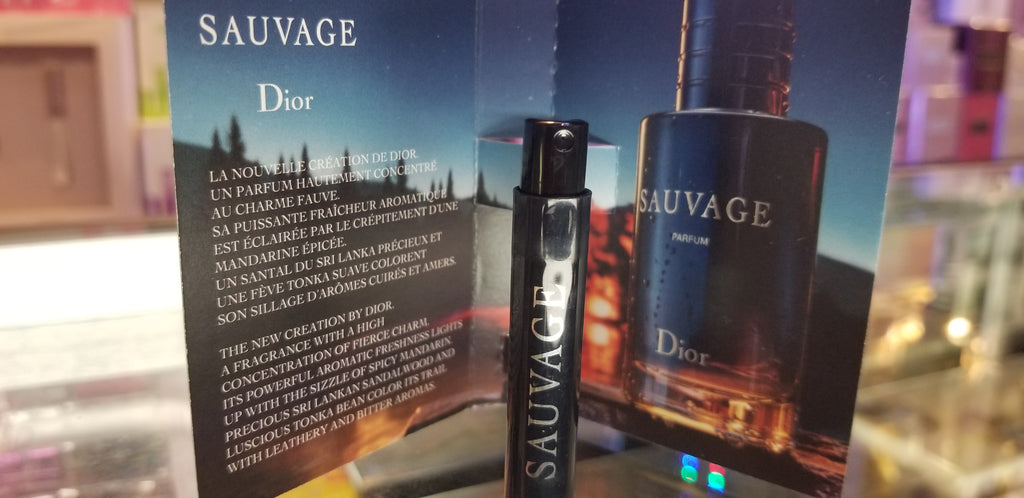 SAUVAGE
Dior
LA NOUVELLE CRÉATION DE DIOR.
UN PARFUM HAUTEMENT CONCENTRÉ
AU CHARME FAUVE.
SA PUISSANTE FRAÎCHEUR AROMATIQUE
EST ÉCLAIRÉE PAR LE CRÉPITEMENT D'UNE
MANDARINE ÉPICÉE.
UN SANTAL DU SRI LANKA PRÉCIEUX ET
UNE FÈVE TONKA SUAVE COLORENT
SON SILLAGE D'ARÔMES CUIRÉS ET AMERS.
THE NEW CREATION BY DIOR.
A FRAGRANCE WITH A HIGH
CONCENTRATION OF FIERCE CHARM.
ITS POWERFUL AROMATIC FRESHNESS LIGHTS
UP WITH THE SIZZLE OF SPICY MANDARIN.
PRECIOUS SRI LANKAN SANDALWOOD AND
LUSCIOUS TONKA BEAN COLOR ITS TRAIL
WITH LEATHERY AND BITTER AROMAS.
SAUVAGE
SAUVAGE
PARFUM
Dior